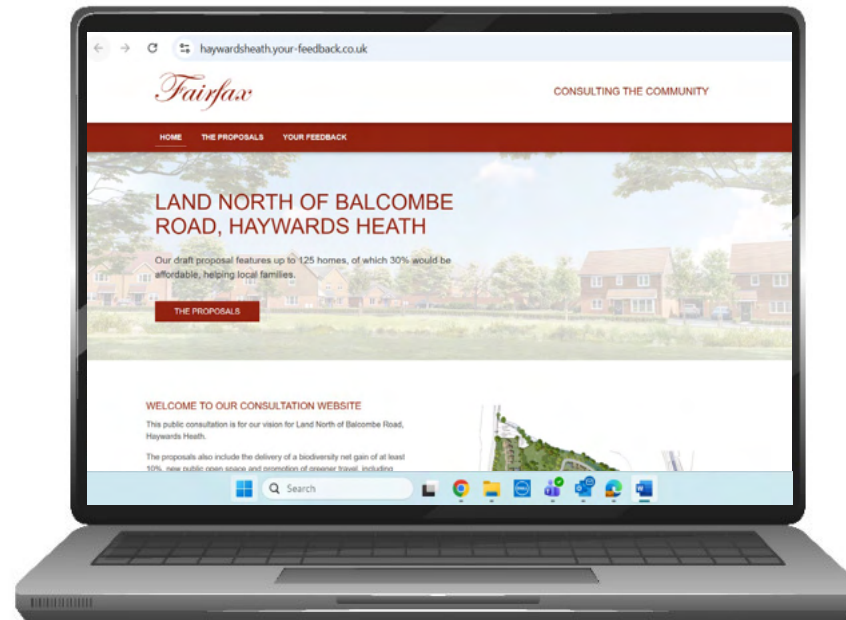 haywardsheath.your-feedback.co.uk
Fairfax
CONSULTING THE COMMUNITY
HOME THE PROPOSALS YOUR FEEDBACK
LAND NORTH OF BALCOMBE
ROAD, HAYWARDS HEATH
Our draft proposal features up to 125 homes, of which 30% would be
affordable, helping local families.
THE PROPOSALS
WELCOME TO OUR CONSULTATION WEBSITE
This public consultation is for our vision for Land North of Balcombe Road,
Haywards Heath.
The proposals also include the delivery of a biodiversity net gain of at least
10%, new public open space and promotion of greener travel, including
Search